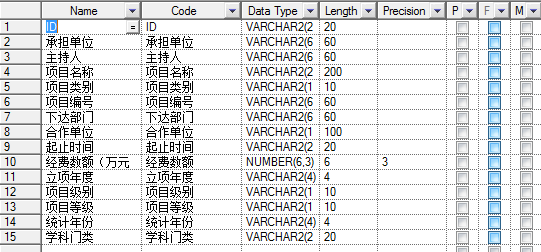 Name Code Data Type Length Precision P F M
1 ID = ID VARCHAR2(2 20
2 承担单位 承担单位 VARCHAR2(6 60
3 主持人 主持人 VARCHAR2(6 60
4 项目名称 项目名称 VARCHAR2(2 200
5 项目类别 项目类别 VARCHAR2(1 10
6 项目编号 项目编号 VARCHAR2(6 60
7 下达部门 下达部门 VARCHAR2(6 60
8 合作单位 合作单位 VARCHAR2(1 100
9 起止时间 起止时间 VARCHAR2(2 20
10 经费数额（万元 经费数额 NUMBER(6,3) 6 3
11 立项年度 立项年度 VARCHAR2(4) 4
12 项目级别 项目级别 VARCHAR2(1 10
13 项目等级 项目等级 VARCHAR2(1 10
14 统计年份 统计年份 VARCHAR2(4) 4
15 学科门类 学科门类 VARCHAR2(2 20